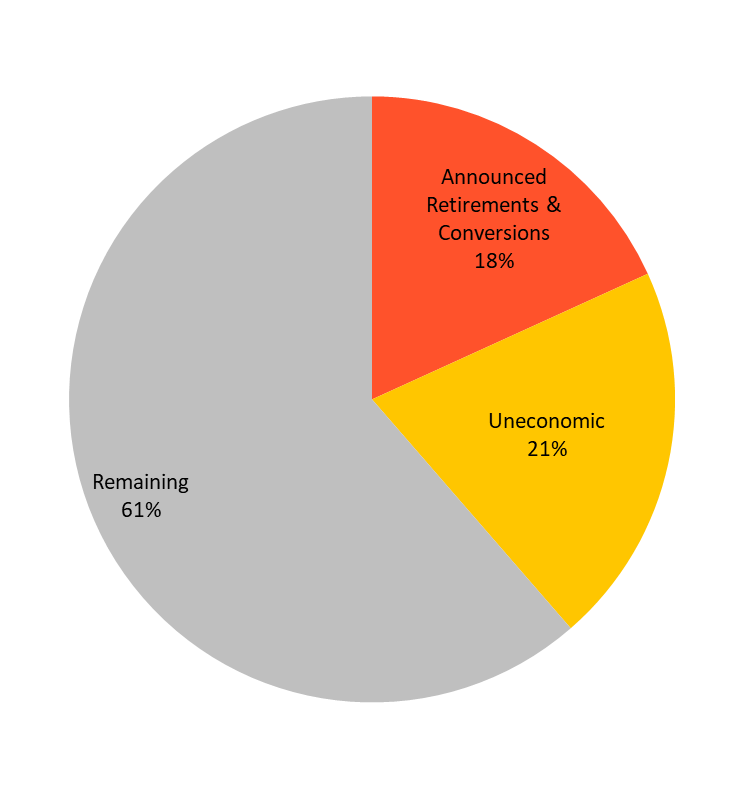 Announced
Retirements &
Conversions
18%
Uneconomic
21%
Remaining
61%